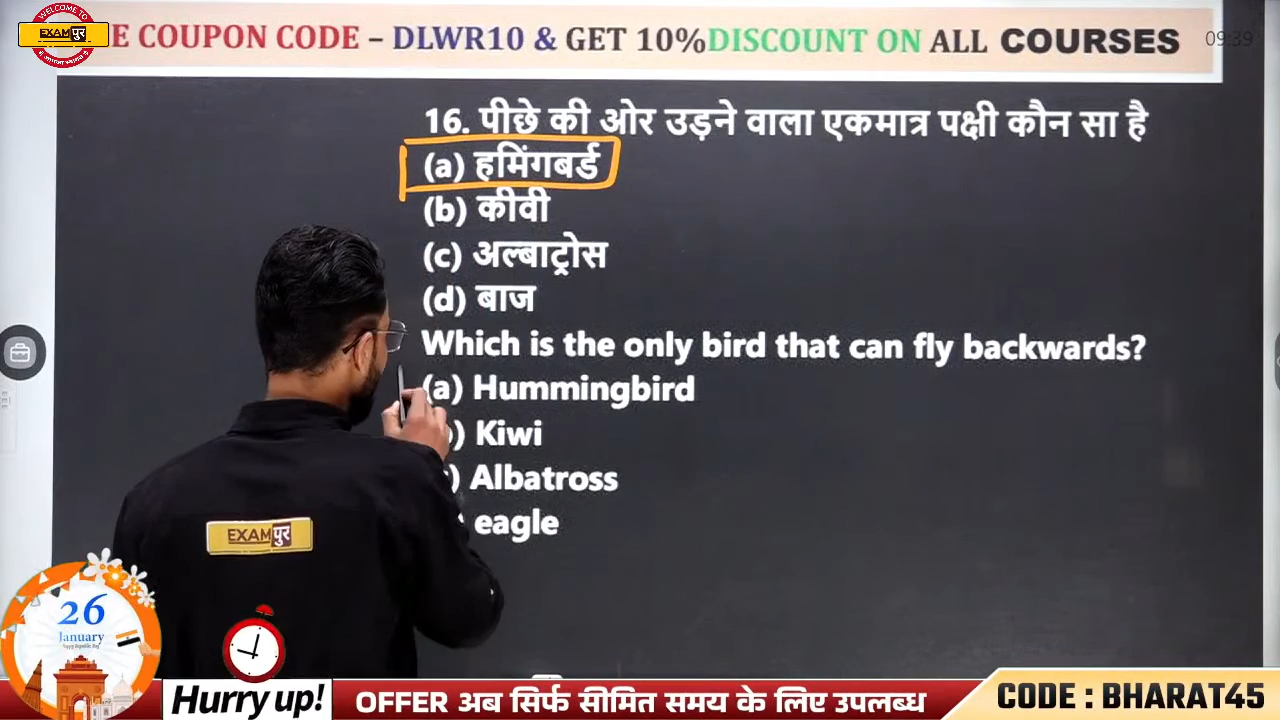 WELCOME TO
EXAMपुर
E COUPON CODE – DLWR10 & GET 10%DISCOUNT ON ALL COURSES
09:39
16. पीछे की ओर उड़ने वाला एकमात्र पक्षी कौन सा है
(a) हमिंगबर्ड
(b) कीवी
(c) अल्बाट्रोस
(d) बाज
Which is the only bird that can fly backwards?
(a) Hummingbird
) Kiwi
) Albatross
eagle
EXAMपुर
26
January
Hurry up!
OFFER अब सिर्फ सीमित समय के लिए उपलब्ध
CODE : BHARAT45